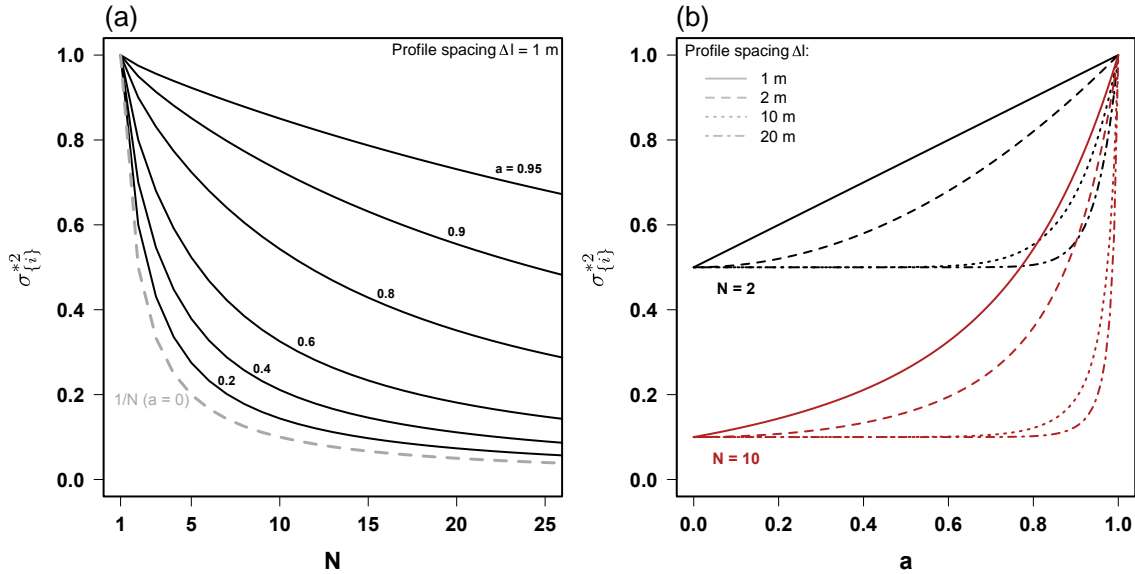 (a)
Profile spacing Δl = 1 m
1.0
0.8
0.6
0.4
0.2
0.0
σ*2{i}
a = 0.95
0.9
0.8
0.6
0.4
0.2
1/N (a = 0)
1 5 10 15 20 25
N
(b)
Profile spacing Δl:
1 m
2 m
10 m
20 m
1.0
0.8
0.6
0.4
0.2
0.0
σ*2{i}
N = 2
N = 10
0.0 0.2 0.4 0.6 0.8 1.0
a